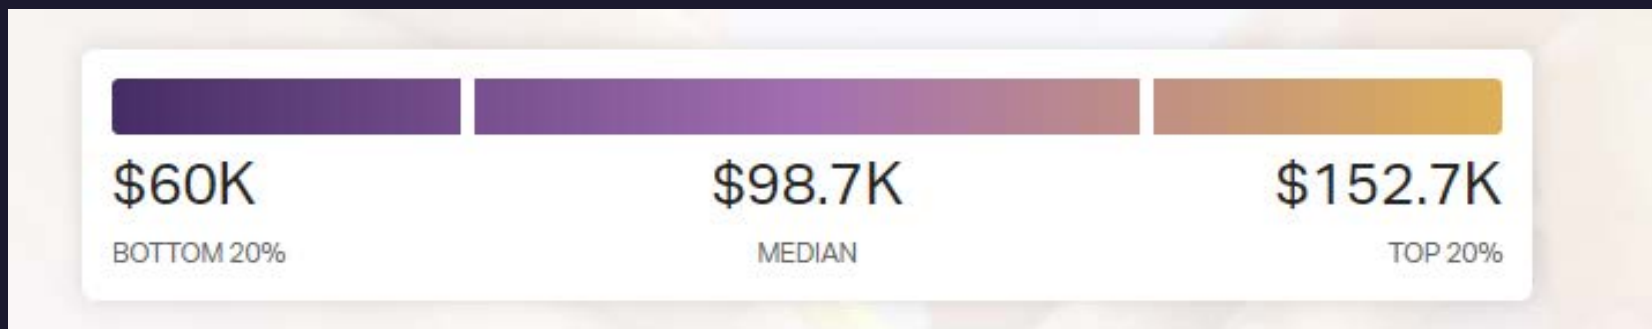 $60K $98.7K $152.7K
BOTTOM 20% MEDIAN TOP 20%